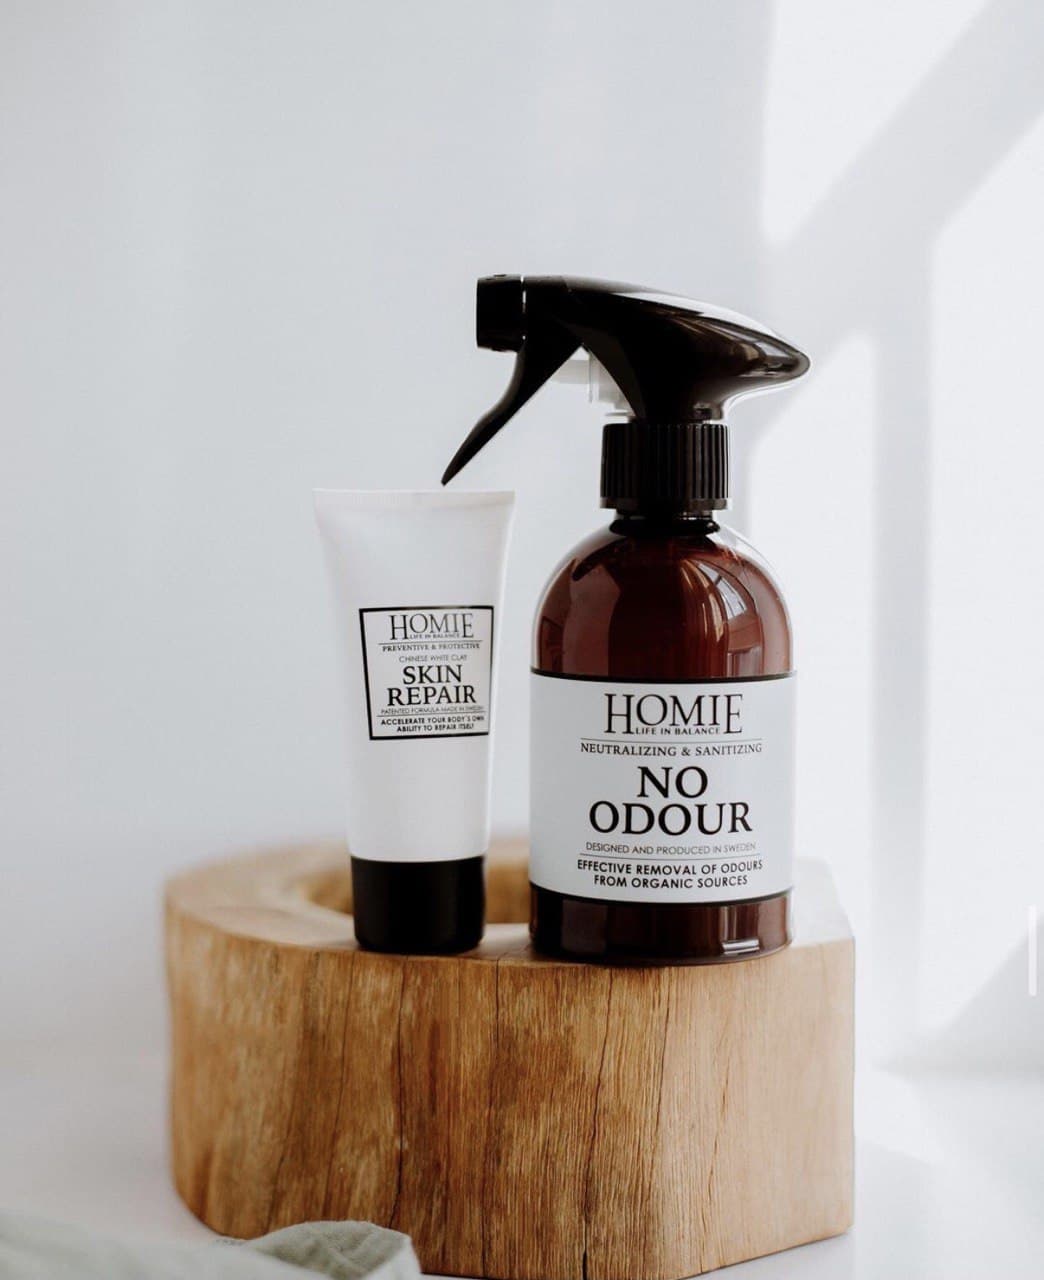 HOMIE
LIFE IN BALANCE
PREVENTIVE & PROTECTIVE
CHINESE WHITE CLAY
SKIN
REPAIR
PATENTED FORMULA MADE IN SWEDEN
ACCELERATE YOUR BODY'S OWN
ABILITY TO REPAIR ITSELF
HOMIE
LIFE IN BALANCE
NEUTRALIZING & SANITIZING
NO
ODOUR
DESIGNED AND PRODUCED IN SWEDEN
EFFECTIVE REMOVAL OF ODOURS
FROM ORGANIC SOURCES